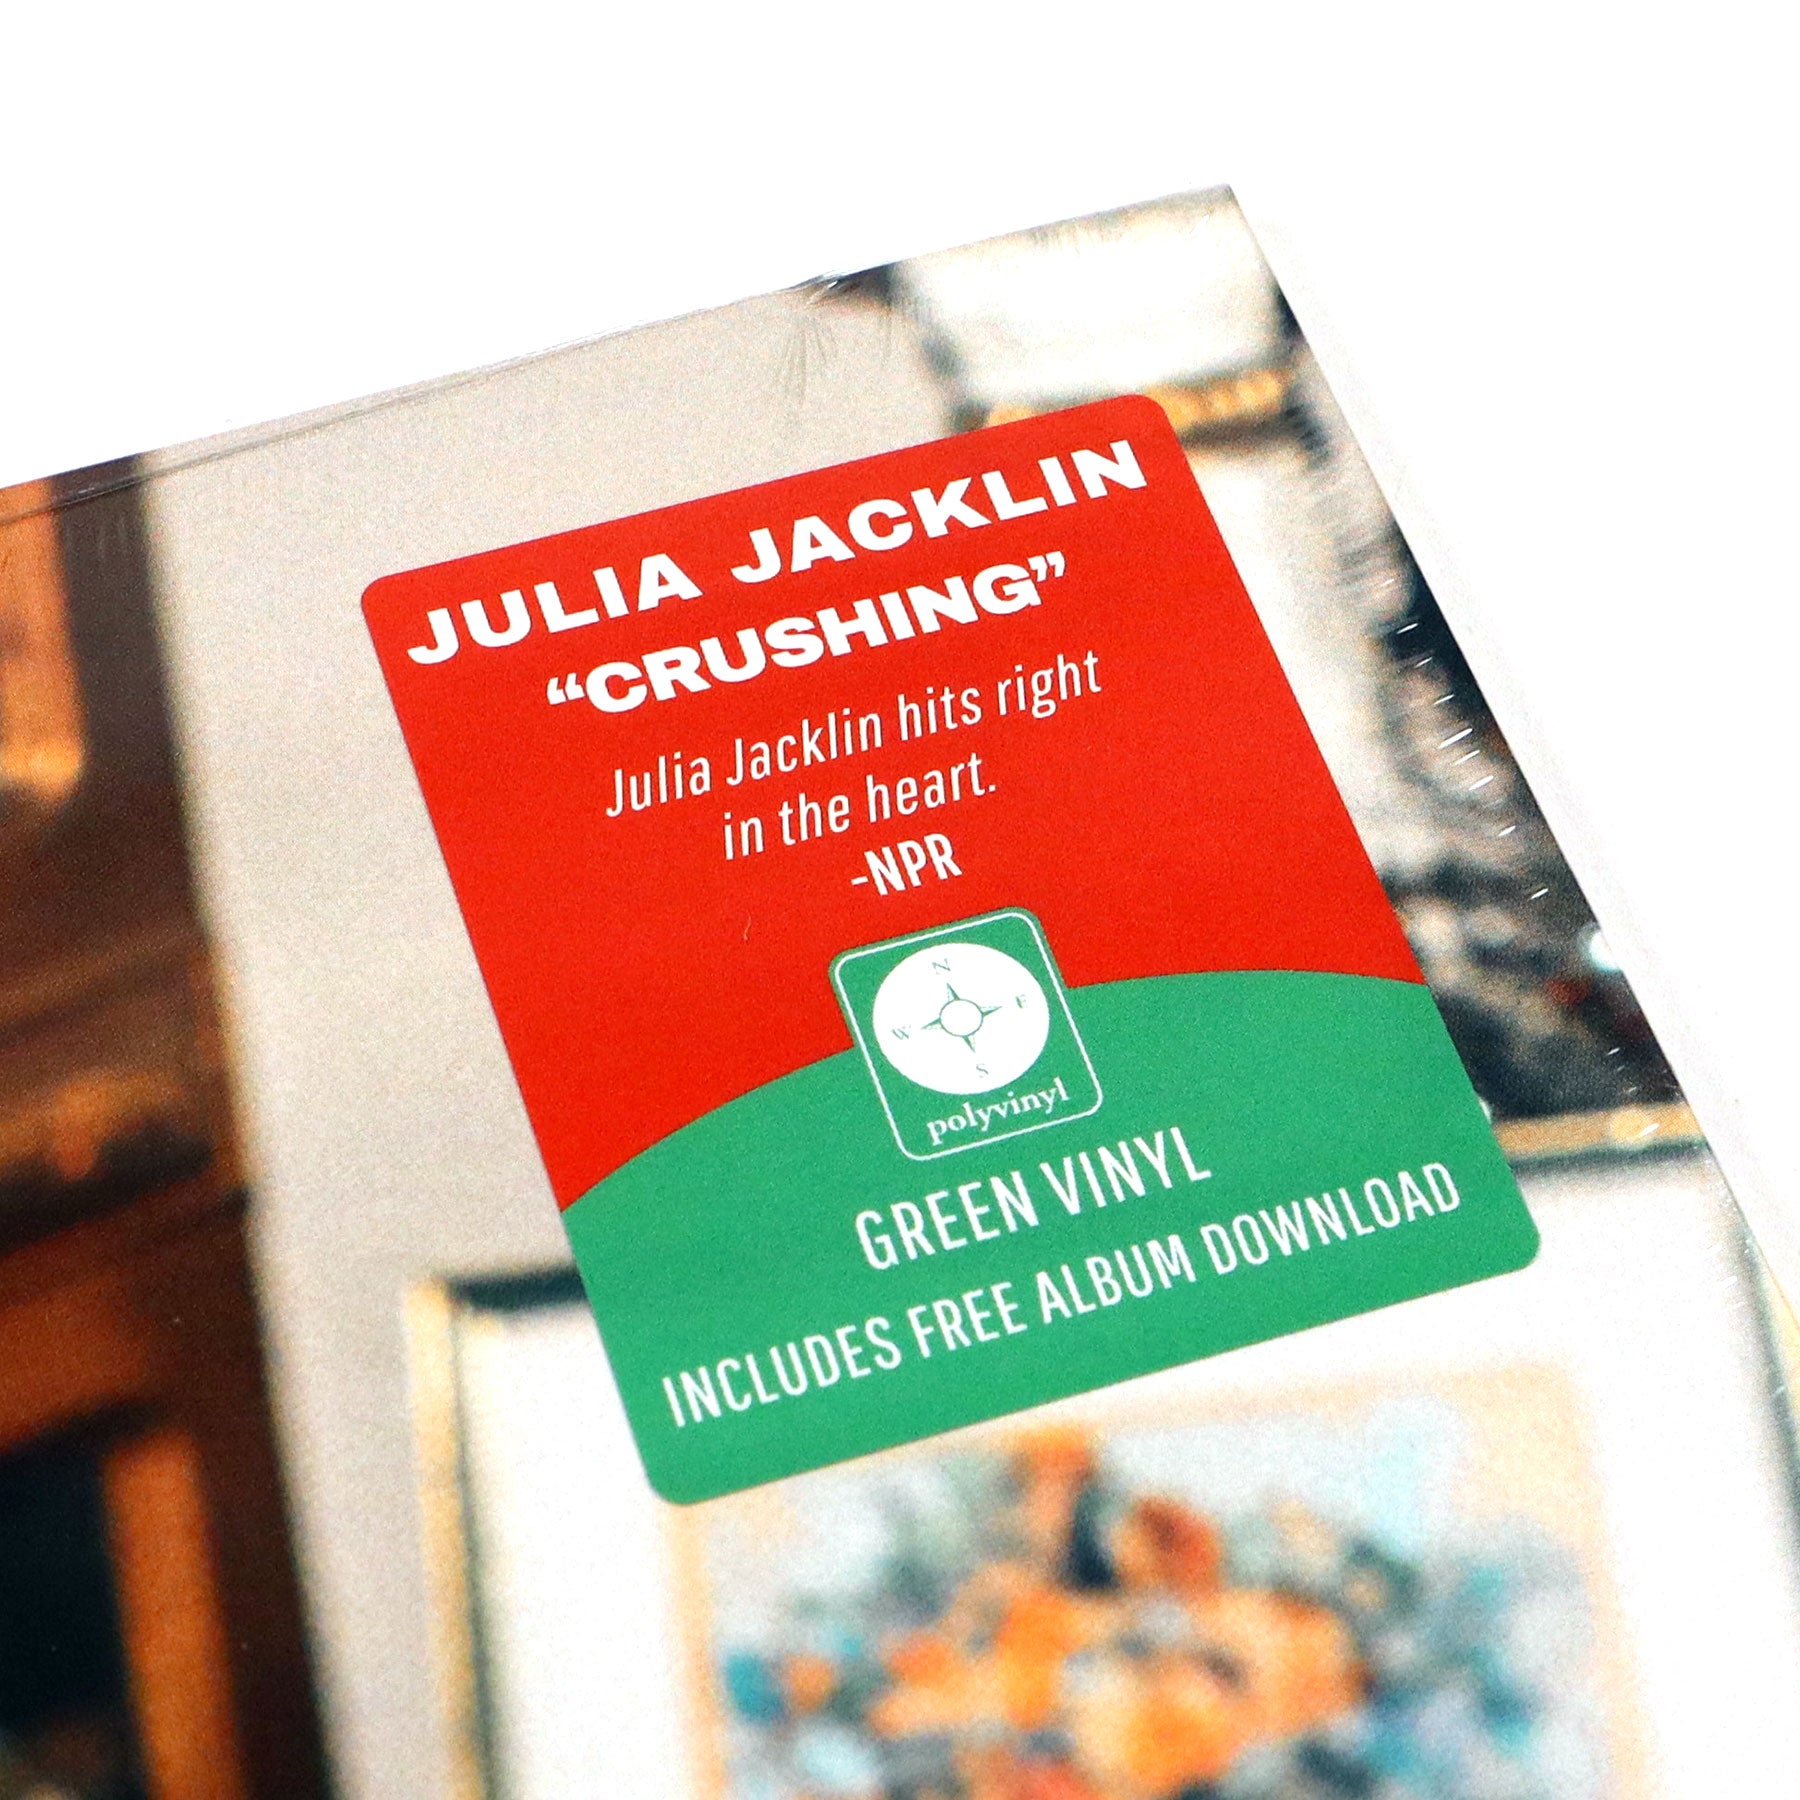 JULIA JACKLIN
“CRUSHING”
Julia Jacklin hits right
in the heart.
-NPR
N
W E
S
polyvinyl
GREEN VINYL
INCLUDES FREE ALBUM DOWNLOAD